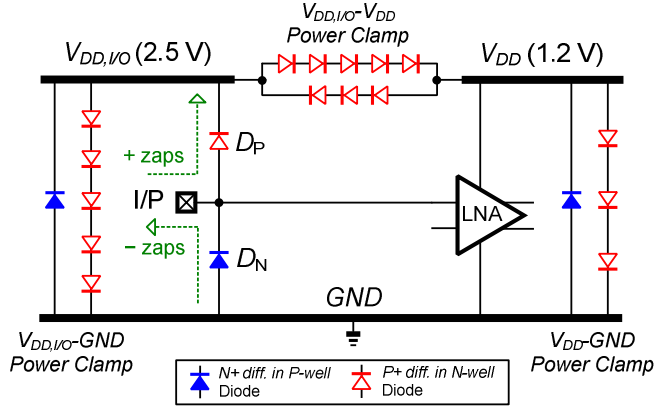 V_DD,I/O-V_DD
Power Clamp
V_DD,I/O (2.5 V)
V_DD (1.2 V)
+ zaps
D_P
I/P
LNA
− zaps
D_N
GND
V_DD,I/O-GND
Power Clamp
V_DD-GND
Power Clamp
N+ diff. in P-well
Diode
P+ diff. in N-well
Diode